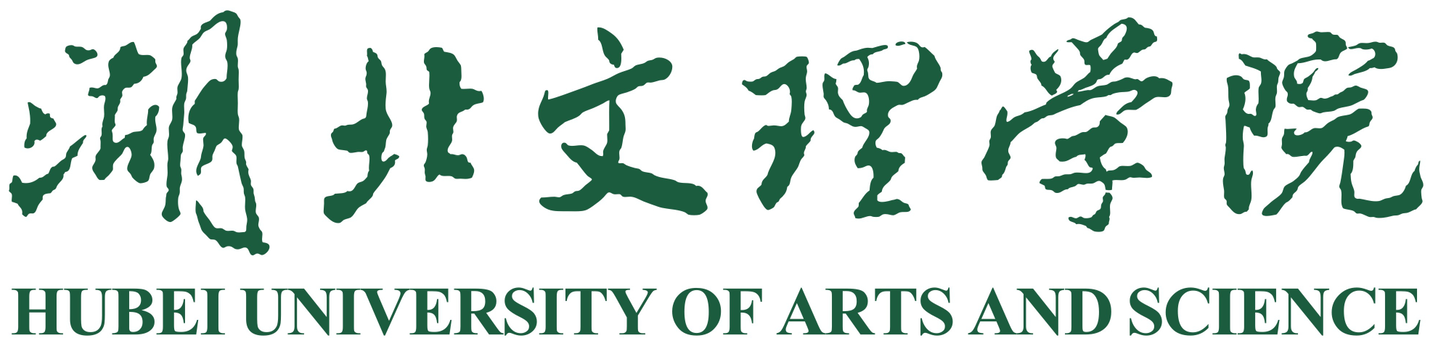 湖北文理学院
HUBEI UNIVERSITY OF ARTS AND SCIENCE